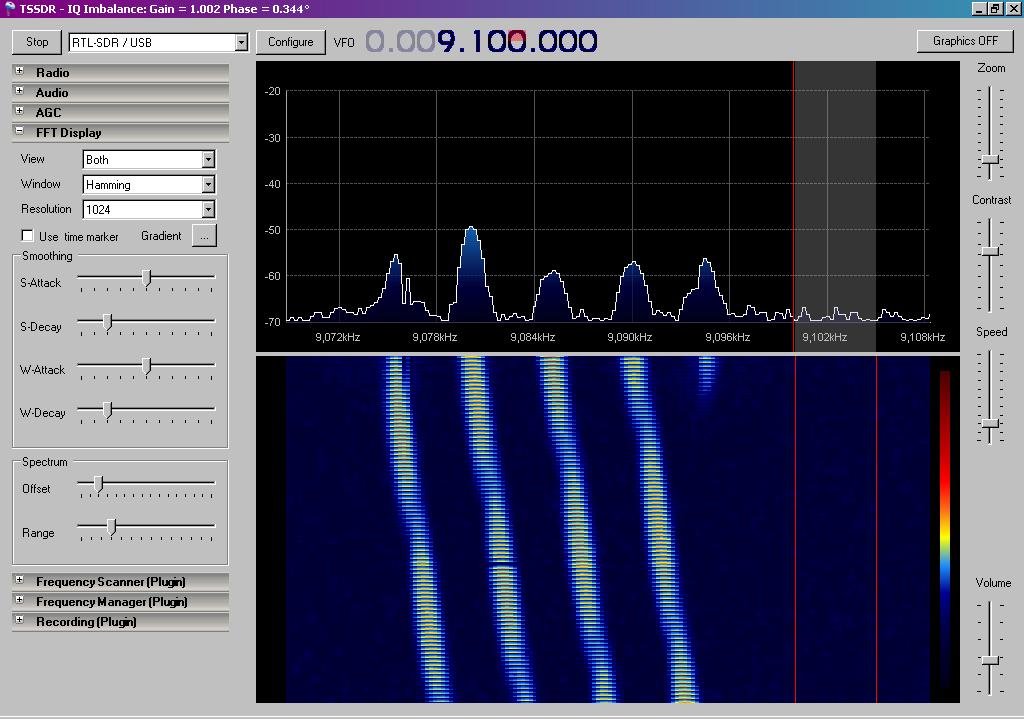 TSSDR - IQ Imbalance: Gain = 1.002 Phase = 0.344°
Stop
RTL-SDR / USB
Configure
VFO
0.009.100.000
Graphics OFF
Radio
Audio
AGC
FFT Display
View
Both
Window
Hamming
Resolution
1024
Use time marker
Gradient
...
Smoothing
S-Attack
S-Decay
W-Attack
W-Decay
Spectrum
Offset
Range
Frequency Scanner (Plugin)
Frequency Manager (Plugin)
Recording (Plugin)
-20
-30
-40
-50
-60
-70
9,072kHz
9,078kHz
9,084kHz
9,090kHz
9,096kHz
9,102kHz
9,108kHz
Zoom
Contrast
Speed
Volume